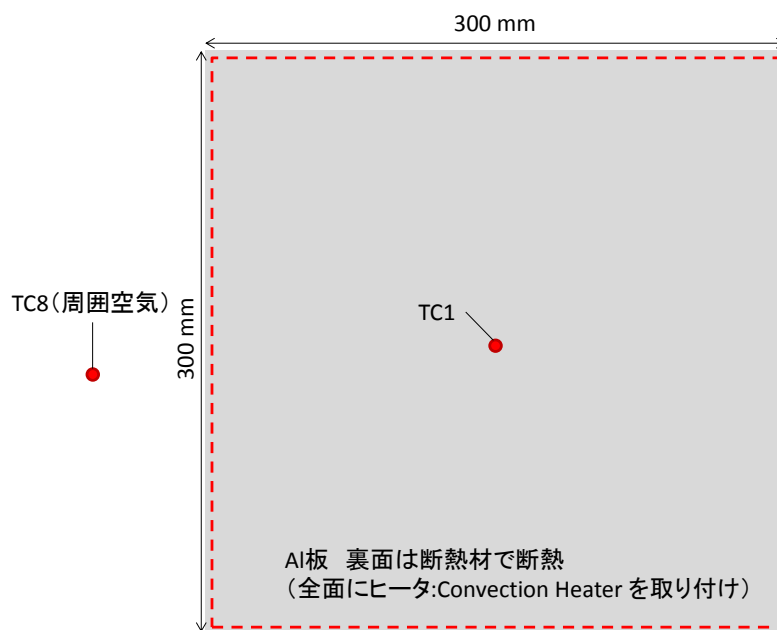 300 mm
TC8（周囲空気）
300 mm
TC1
Al板　裏面は断熱材で断熱
（全面にヒータ:Convection Heater を取り付け）